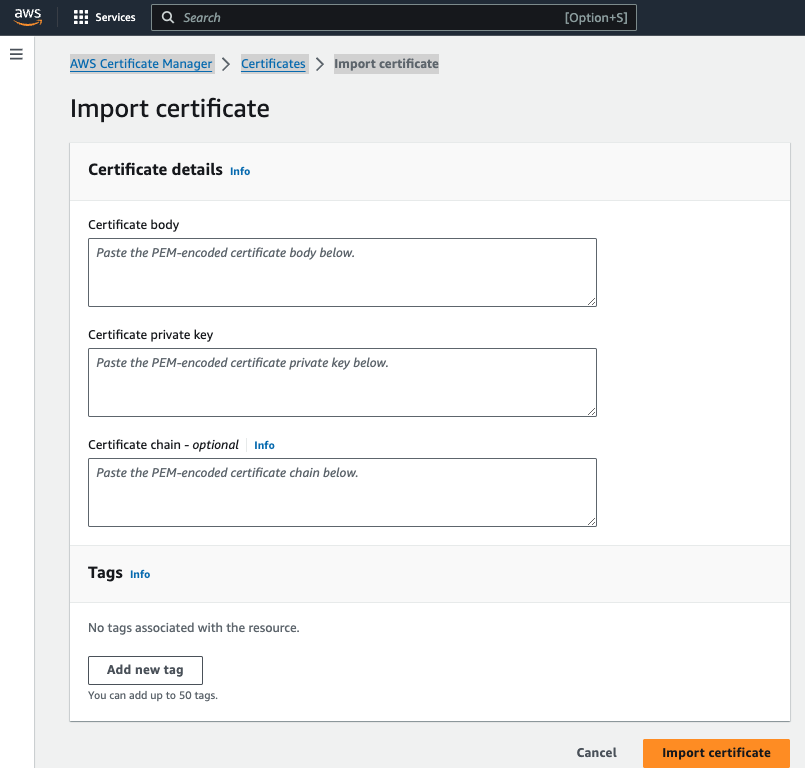 aws Services Search [Option+S]
AWS Certificate Manager > Certificates > Import certificate
Import certificate
Certificate details Info
Certificate body
Paste the PEM-encoded certificate body below.
Certificate private key
Paste the PEM-encoded certificate private key below.
Certificate chain - optional Info
Paste the PEM-encoded certificate chain below.
Tags Info
No tags associated with the resource.
Add new tag
You can add up to 50 tags.
Cancel Import certificate